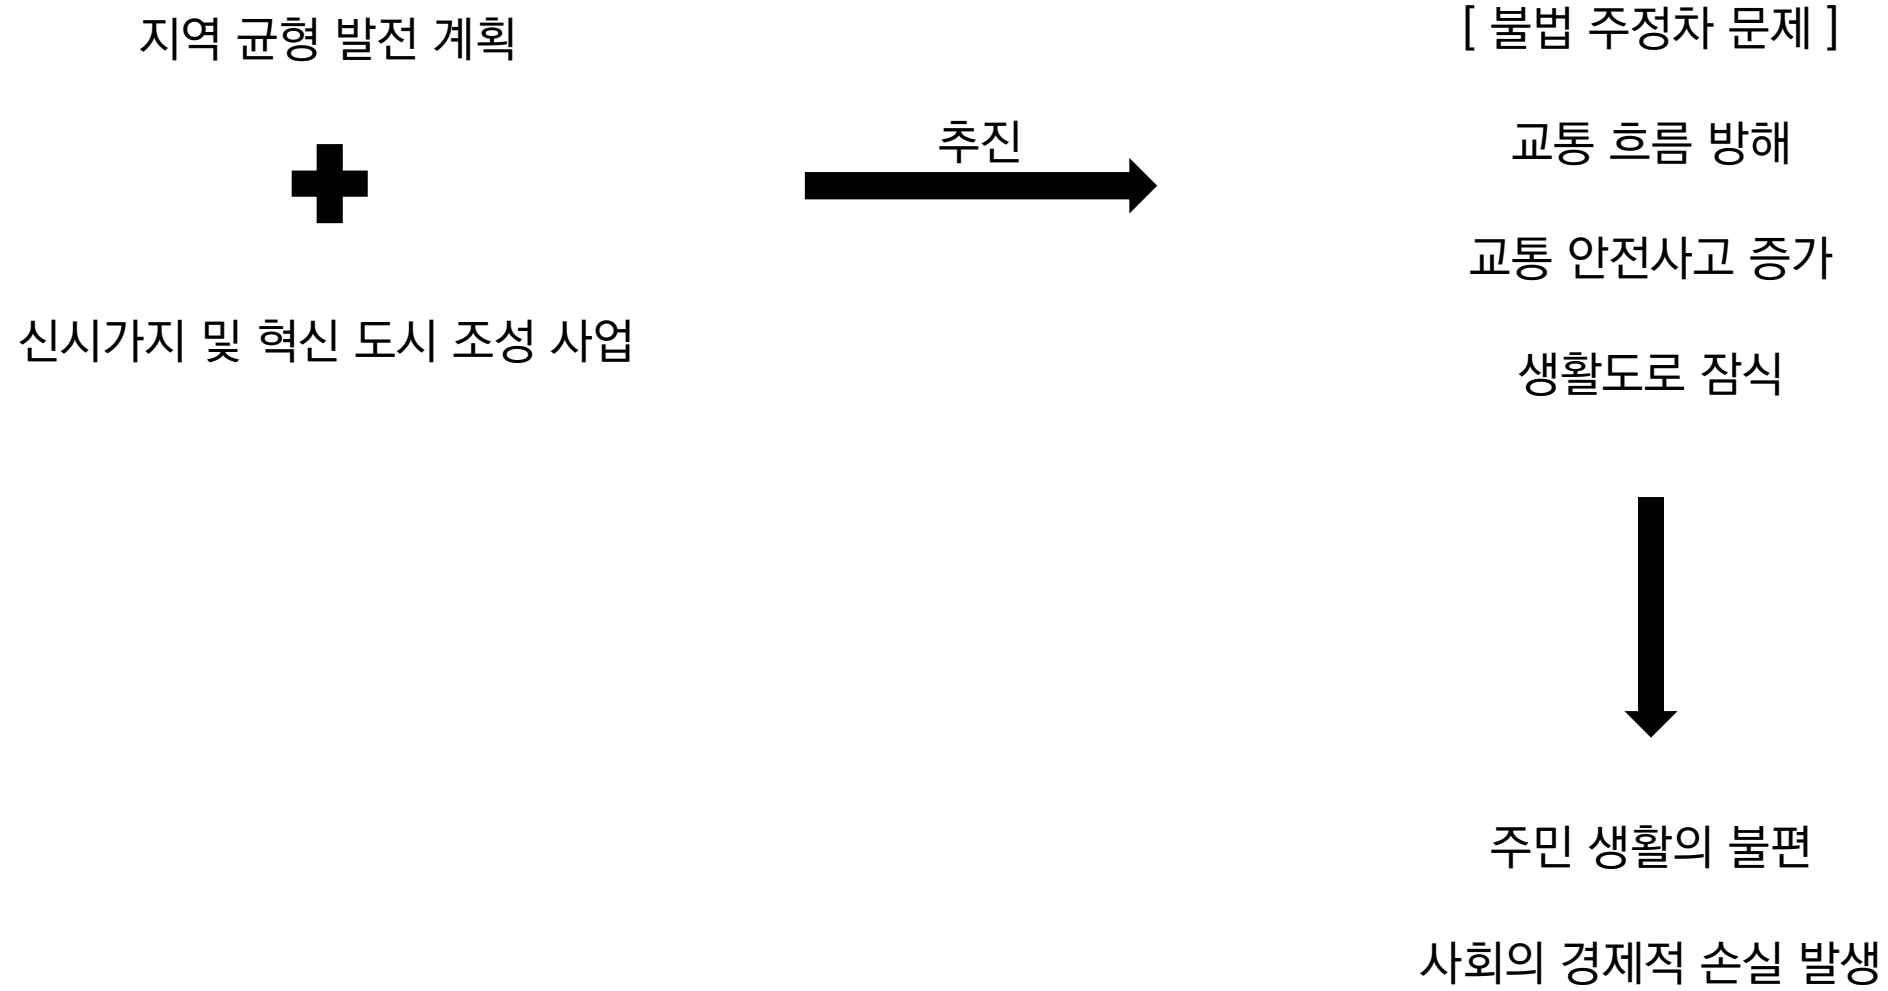 지역 균형 발전 계획
신시가지 및 혁신 도시 조성 사업
추진
[ 불법 주정차 문제 ]
교통 흐름 방해
교통 안전사고 증가
생활도로 잠식
주민 생활의 불편
사회의 경제적 손실 발생